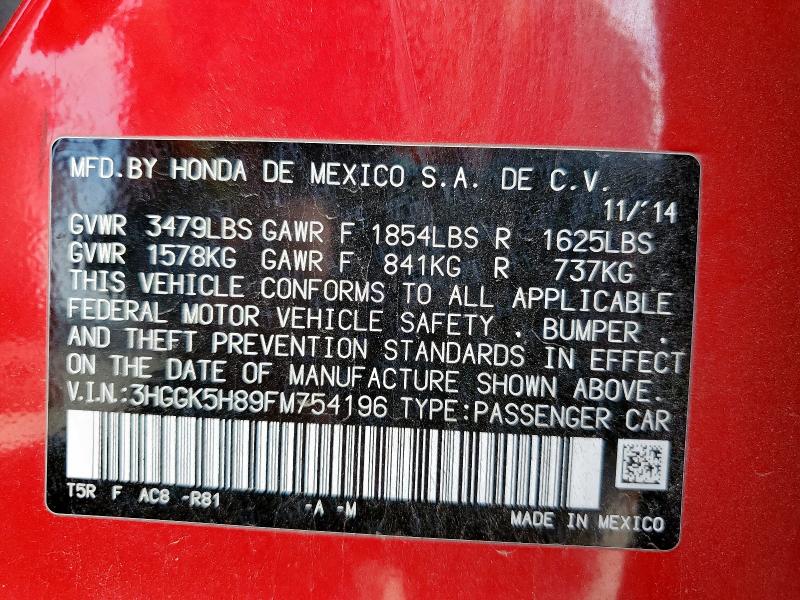 MFD.BY HONDA DE MEXICO S.A. DE C.V.
11/'14
GVWR 3479LBS GAWR F 1854LBS R 1625LBS
GVWR 1578KG GAWR F 841KG R 737KG
THIS VEHICLE CONFORMS TO ALL APPLICABLE
FEDERAL MOTOR VEHICLE SAFETY , BUMPER ,
AND THEFT PREVENTION STANDARDS IN EFFECT
ON THE DATE OF MANUFACTURE SHOWN ABOVE.
V.I.N.:3HGGK5H89FM754196 TYPE:PASSENGER CAR
T5R F AC8 -R81 -A -M
MADE IN MEXICO